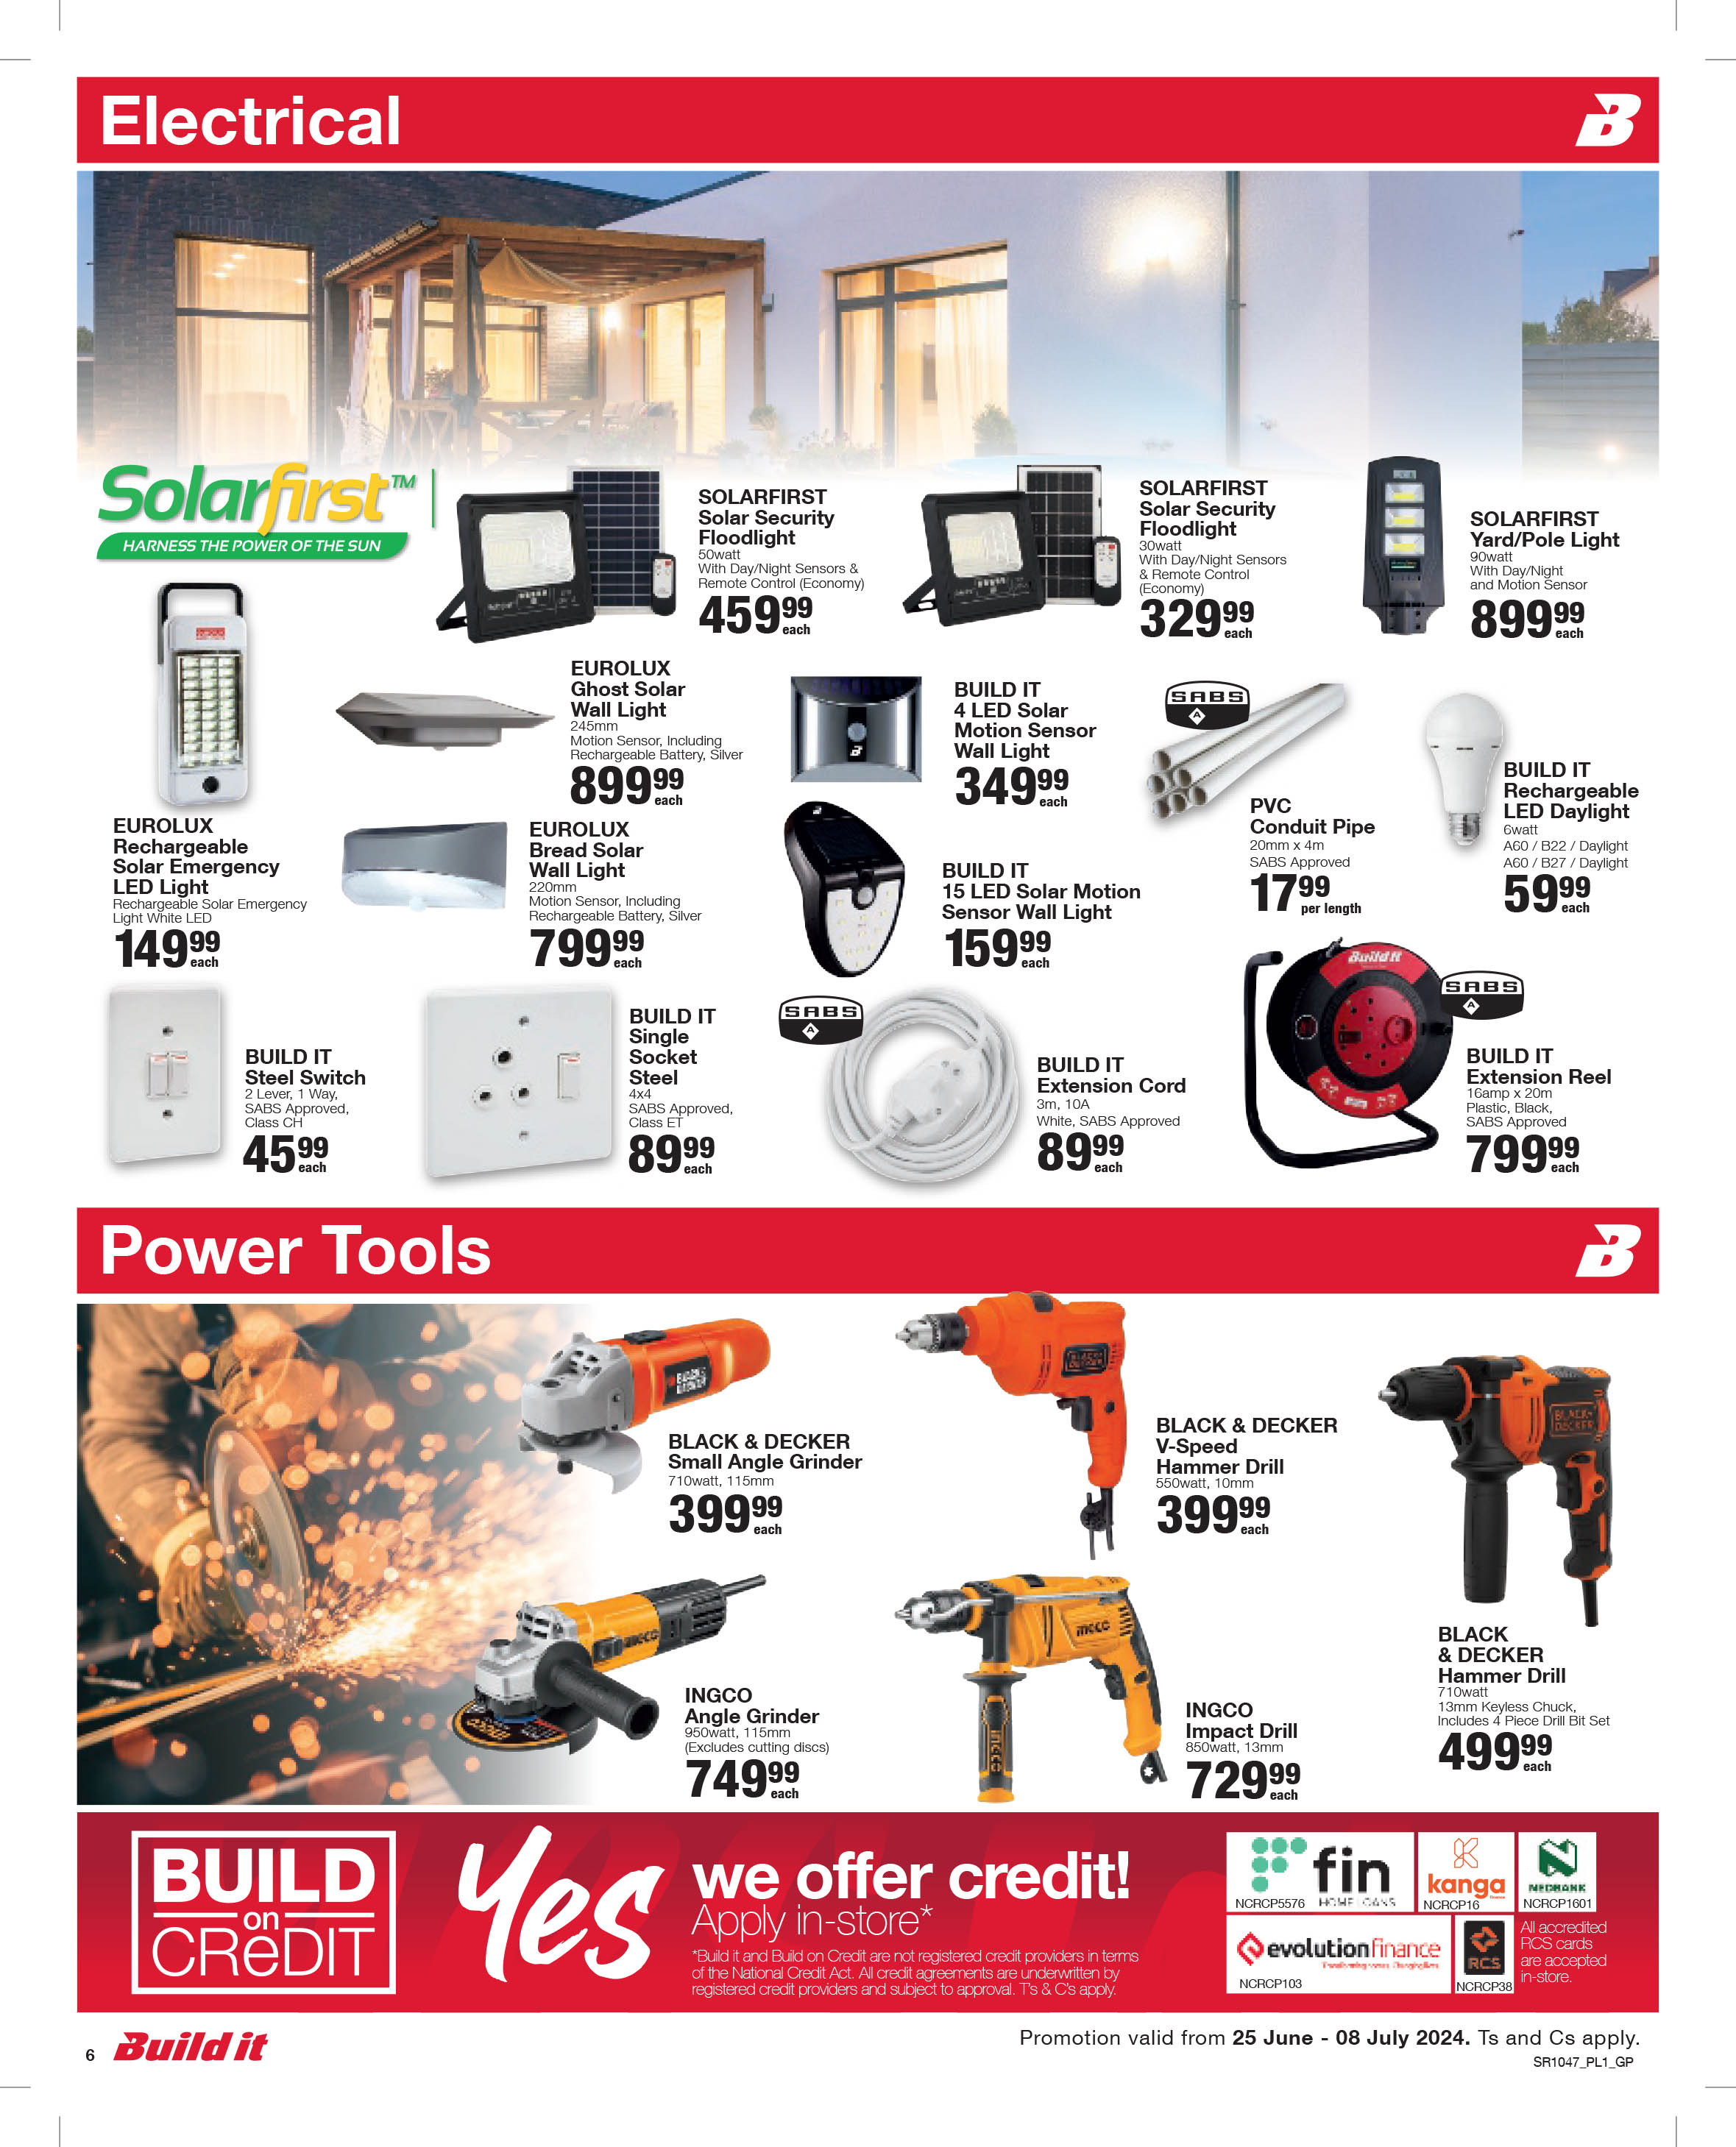 Electrical
B
Solarfirst™
HARNESS THE POWER OF THE SUN
SOLARFIRST
Solar Security
Floodlight
50watt
With Day/Night Sensors &
Remote Control (Economy)
459 99
each
SOLARFIRST
Solar Security
Floodlight
30watt
With Day/Night Sensors
& Remote Control
(Economy)
329 99
each
SOLARFIRST
Yard/Pole Light
90watt
With Day/Night
and Motion Sensor
899 99
each
EUROLUX
Rechargeable
Solar Emergency
LED Light
Rechargeable Solar Emergency
Light White LED
149 99
each
EUROLUX
Ghost Solar
Wall Light
245mm
Motion Sensor, Including
Rechargeable Battery, Silver
899 99
each
EUROLUX
Bread Solar
Wall Light
220mm
Motion Sensor, Including
Rechargeable Battery, Silver
799 99
each
B
BUILD IT
4 LED Solar
Motion Sensor
Wall Light
349 99
each
BUILD IT
15 LED Solar Motion
Sensor Wall Light
159 99
each
SABS
A
PVC
Conduit Pipe
20mm x 4m
SABS Approved
17 99
per length
BUILD IT
Rechargeable
LED Daylight
6watt
A60 / B22 / Daylight
A60 / B27 / Daylight
59 99
each
BUILD IT
Steel Switch
2 Lever, 1 Way,
SABS Approved,
Class CH
45 99
each
BUILD IT
Single
Socket
Steel
4x4
SABS Approved,
Class ET
89 99
each
SABS
A
BUILD IT
Extension Cord
3m, 10A
White, SABS Approved
89 99
each
Build it
SABS
A
BUILD IT
Extension Reel
16amp x 20m
Plastic, Black,
SABS Approved
799 99
each
Power Tools
B
BLACK & DECKER
BLACK & DECKER
Small Angle Grinder
710watt, 115mm
399 99
each
BLACK+ DECKER
BLACK & DECKER
V-Speed
Hammer Drill
550watt, 10mm
399 99
each
BLACK+ DECKER
BLACK
& DECKER
Hammer Drill
710watt
13mm Keyless Chuck,
Includes 4 Piece Drill Bit Set
499 99
each
INGCO
INGCO
Angle Grinder
950watt, 115mm
(Excludes cutting discs)
749 99
each
INGCO
INGCO
INGCO
Impact Drill
850watt, 13mm
729 99
each
BUILD
on
CReDIT
Yes
we offer credit!
Apply in-store*
*Build it and Build on Credit are not registered credit providers in terms
of the National Credit Act. All credit agreements are underwritten by
registered credit providers and subject to approval. T's & C's apply.
fin
NCRCP5576
kanga
NCRCP16
NEDBANK
NCRCP1601
evolutionfinance
NCRCP103
RCS
NCRCP38
All accredited
RCS cards
are accepted
in-store.
6
Build it
Promotion valid from 25 June - 08 July 2024. Ts and Cs apply.
SR1047_PL1_GP